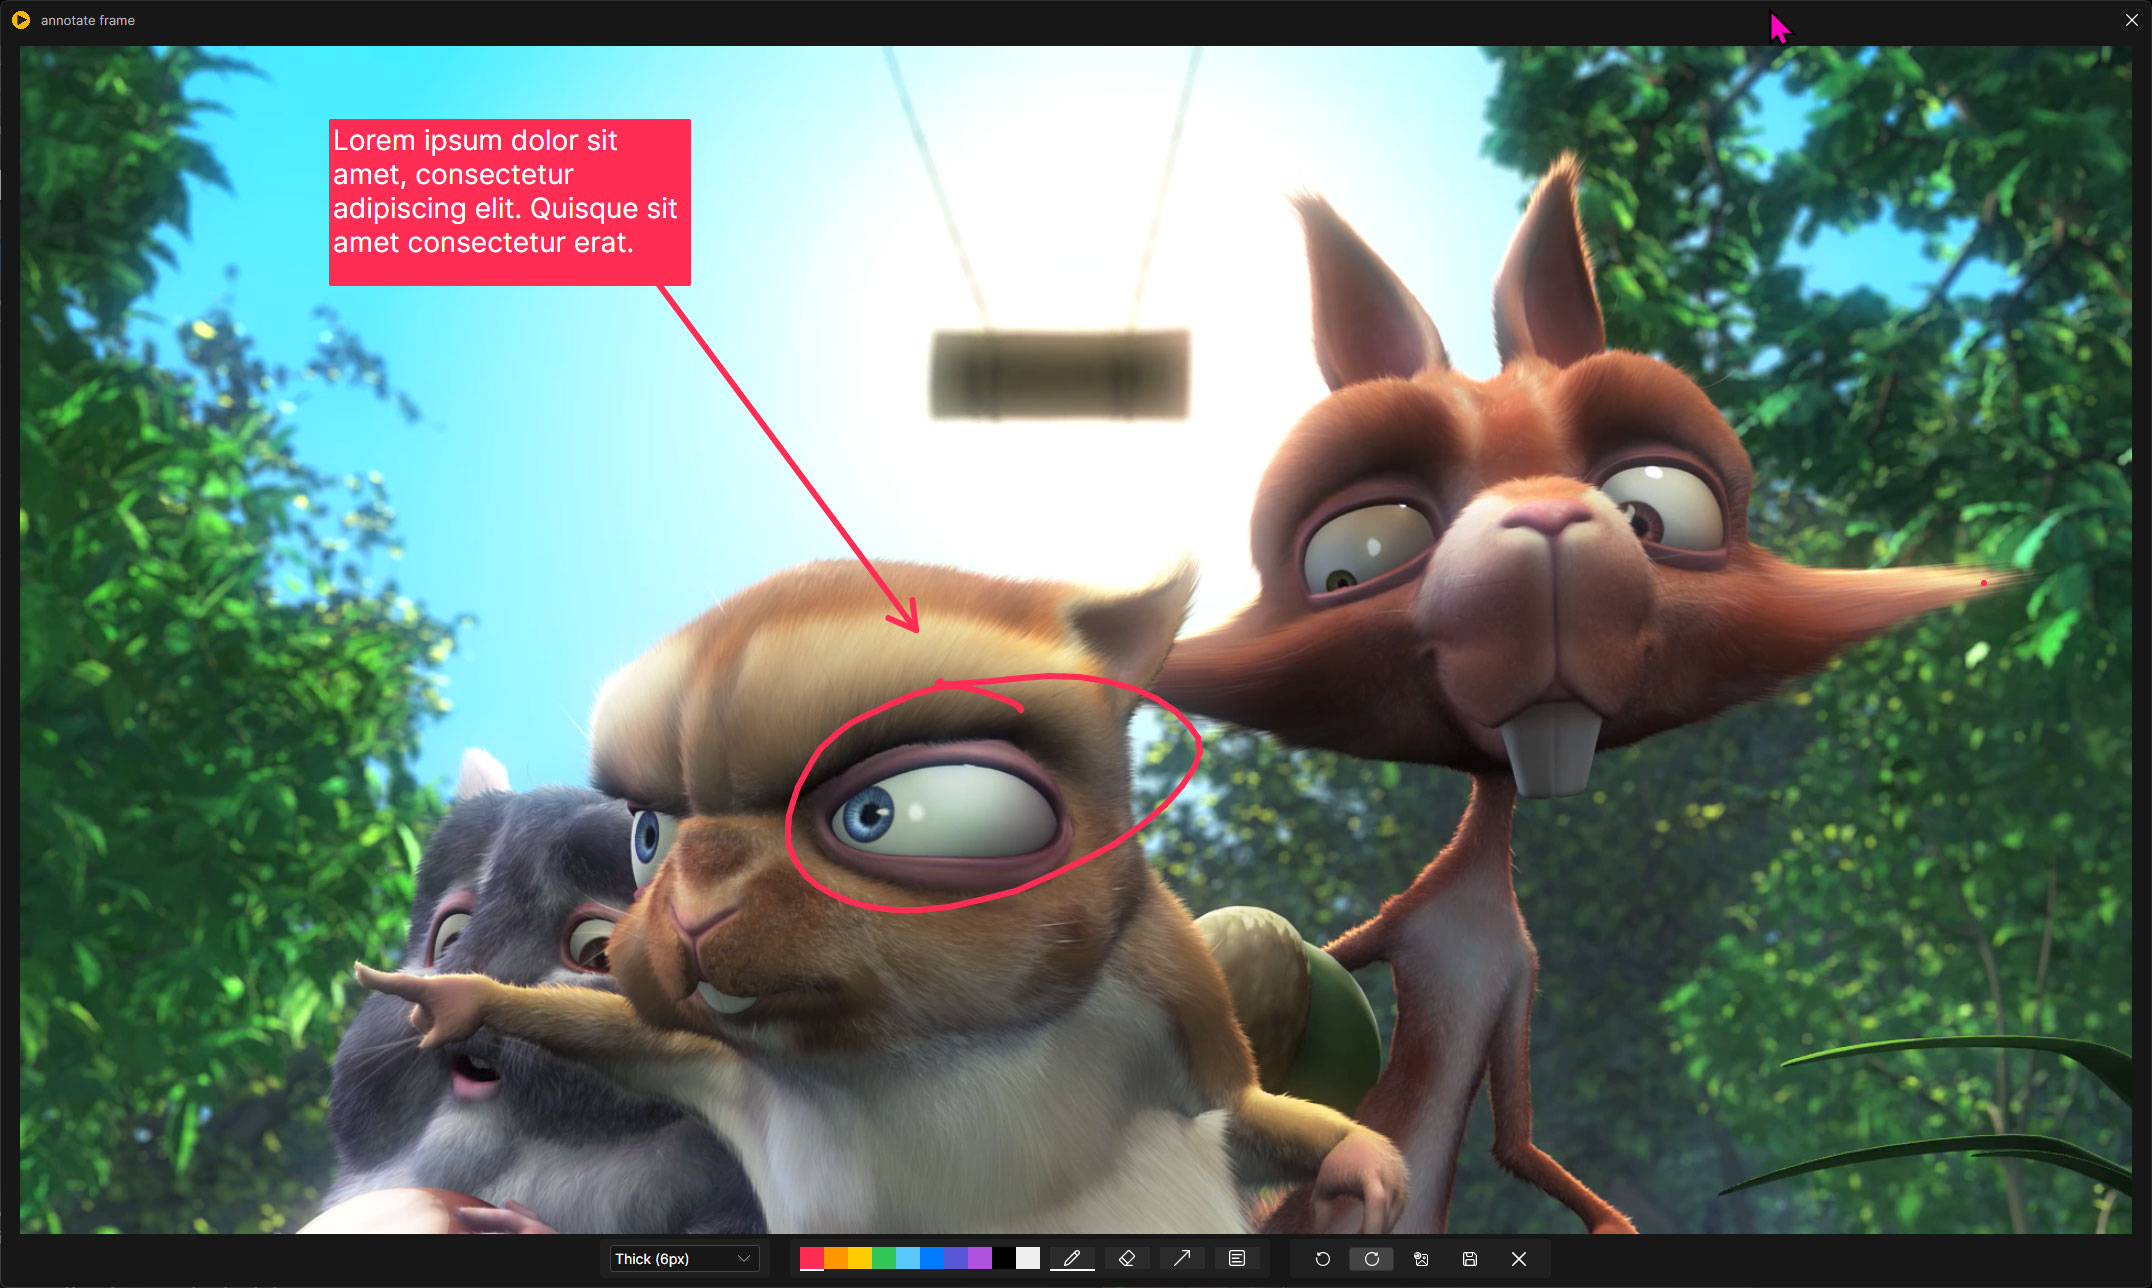 annotate frame
Lorem ipsum dolor sit
amet, consectetur
adipiscing elit. Quisque sit
amet consectetur erat.
Thick (6px)